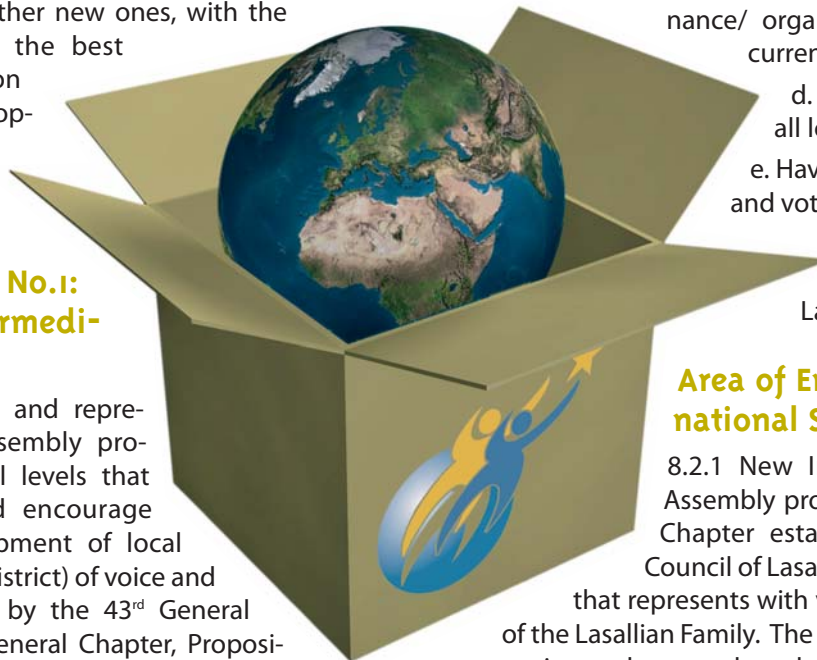 ther new ones, with the
the best
on
op-
No.1:
rmedi-
and repre-
ssembly pro-
l levels that
d encourage
pment of local
istrict) of voice and
by the 43rd General
eneral Chapter, Proposi-
nance/ orga
curren
d.
all l
e. Hav
and vot
La
Area of E
national S
8.2.1 New I
Assembly pro
Chapter esta
Council of Lasa
that represents with
of the Lasallian Family. The